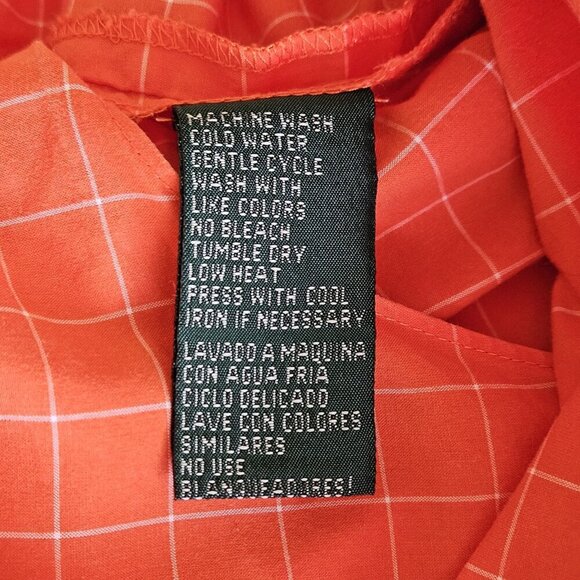 MACHINE WASH
COLD WATER
GENTLE CYCLE
WASH WITH
LIKE COLORS
NO BLEACH
TUMBLE DRY
LOW HEAT
PRESS WITH COOL
IRON IF NECESSARY
LAVADO A MAQUINA
CON AGUA FRIA
CICLO DELICADO
LAVE CON COLORES
SIMILARES
NO USE
BLANQUEADORES!